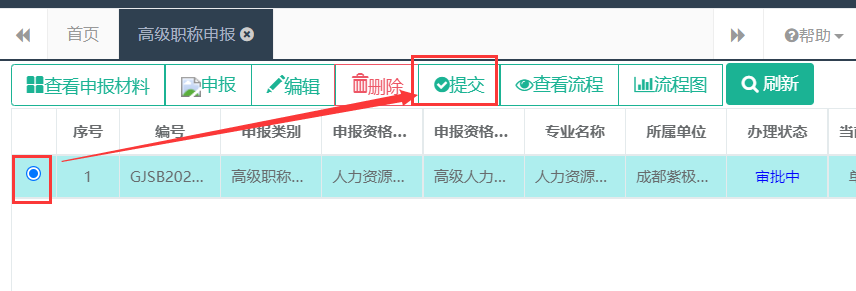 首页 高级职称申报 帮助
查看申报材料 申报 编辑 删除 提交 查看流程 流程图 刷新
序号 编号 申报类别 申报资格... 申报资格... 专业名称 所属单位 办理状态
1 GJSB202... 高级职称... 人力资源... 高级人力... 人力资源... 成都紫极... 审批中